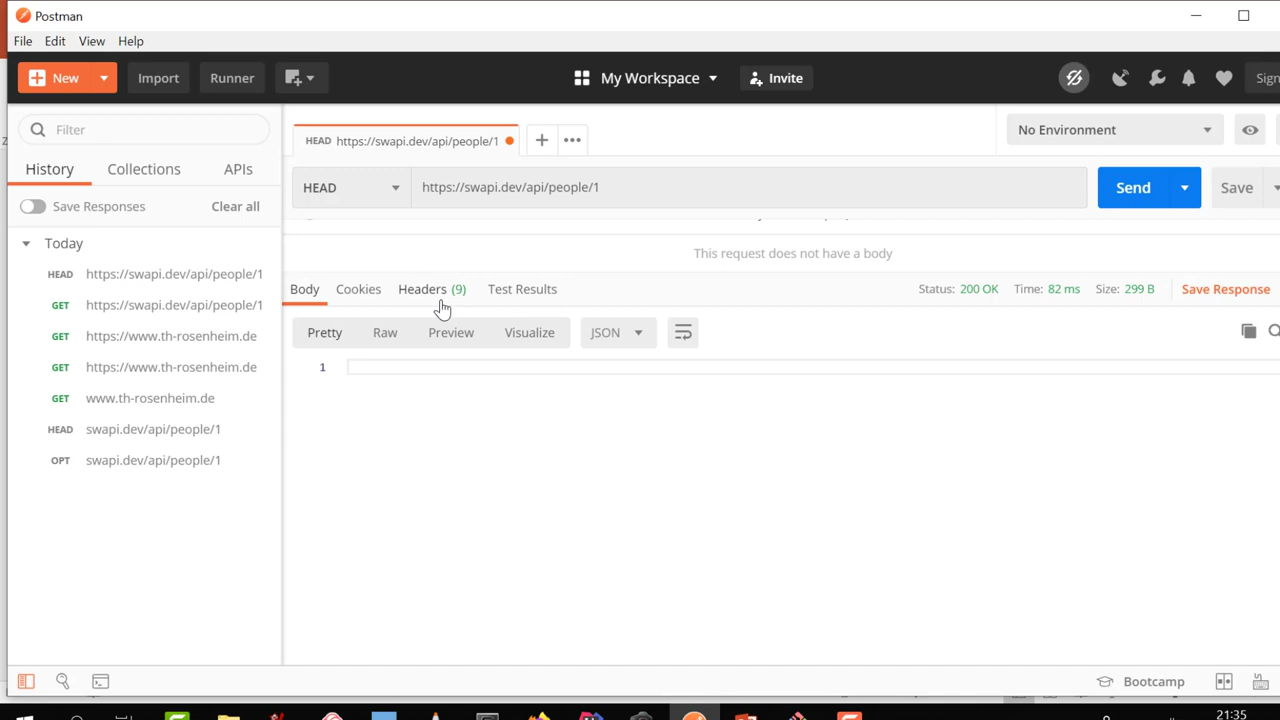 Postman
File Edit View Help
New Import Runner My Workspace Invite Sign
Filter
History Collections APIs
Save Responses Clear all
Today
HEAD https://swapi.dev/api/people/1
GET https://swapi.dev/api/people/1
GET https://www.th-rosenheim.de
GET https://www.th-rosenheim.de
GET www.th-rosenheim.de
HEAD swapi.dev/api/people/1
OPT swapi.dev/api/people/1
HEAD https://swapi.dev/api/people/1 No Environment
HEAD https://swapi.dev/api/people/1 Send Save
This request does not have a body
Body Cookies Headers (9) Test Results Status: 200 OK Time: 82 ms Size: 299 B Save Response
Pretty Raw Preview Visualize JSON
1
Bootcamp
21:35